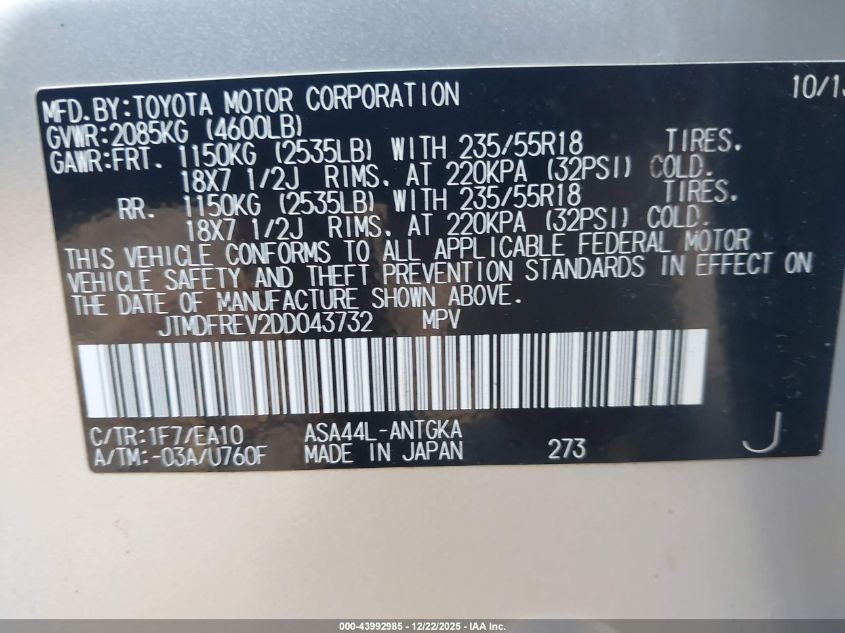 MFD.BY:TOYOTA MOTOR CORPORATION 10/13
GVWR:2085KG (4600LB)
GAWR:FRT. 1150KG (2535LB) WITH 235/55R18 TIRES.
18X7 1/2J RIMS, AT 220KPA (32PSI) COLD.
RR. 1150KG (2535LB) WITH 235/55R18 TIRES.
18X7 1/2J RIMS, AT 220KPA (32PSI) COLD.
THIS VEHICLE CONFORMS TO ALL APPLICABLE FEDERAL MOTOR
VEHICLE SAFETY AND THEFT PREVENTION STANDARDS IN EFFECT ON
THE DATE OF MANUFACTURE SHOWN ABOVE.
JTMDFREV2DD043732 MPV
C/TR:1F7/EA10 ASA44L-ANTGKA
A/TM:-03A/U760F MADE IN JAPAN 273 J
000-43992985 - 12/22/2025 - IAA Inc.